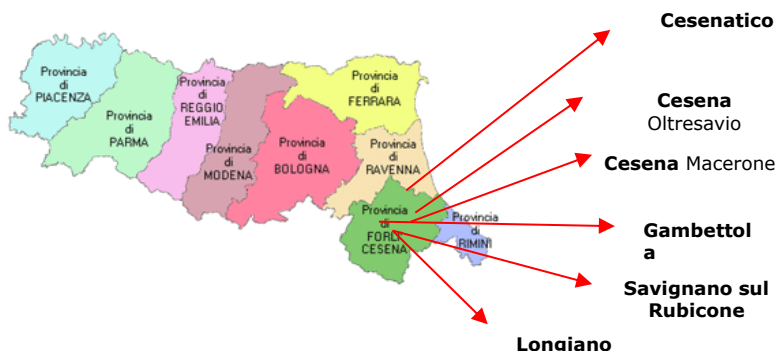 Provincia
di
PIACENZA
Provincia
di
PARMA
Provincia
di
REGGIO
EMILIA
Provincia
di
MODENA
Provincia
di
BOLOGNA
Provincia
di
FERRARA
Provincia
di
RAVENNA
Provincia
di
FORLI'
CESENA
Provincia
di
RIMINI
Cesenatico
Cesena
Oltresavio
Cesena Macerone
Gambettol
a
Savignano sul
Rubicone
Longiano